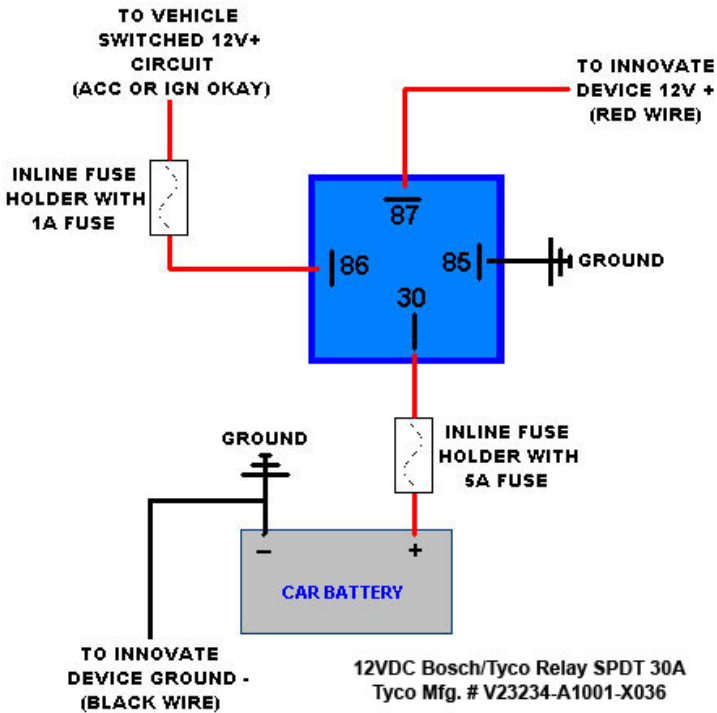 TO VEHICLE
SWITCHED 12V+
CIRCUIT
(ACC OR IGN OKAY)
TO INNOVATE
DEVICE 12V +
(RED WIRE)
INLINE FUSE
HOLDER WITH
1A FUSE
87
86
85
30
GROUND
GROUND
INLINE FUSE
HOLDER WITH
5A FUSE
– +
CAR BATTERY
TO INNOVATE
DEVICE GROUND -
(BLACK WIRE)
12VDC Bosch/Tyco Relay SPDT 30A
Tyco Mfg. # V23234-A1001-X036